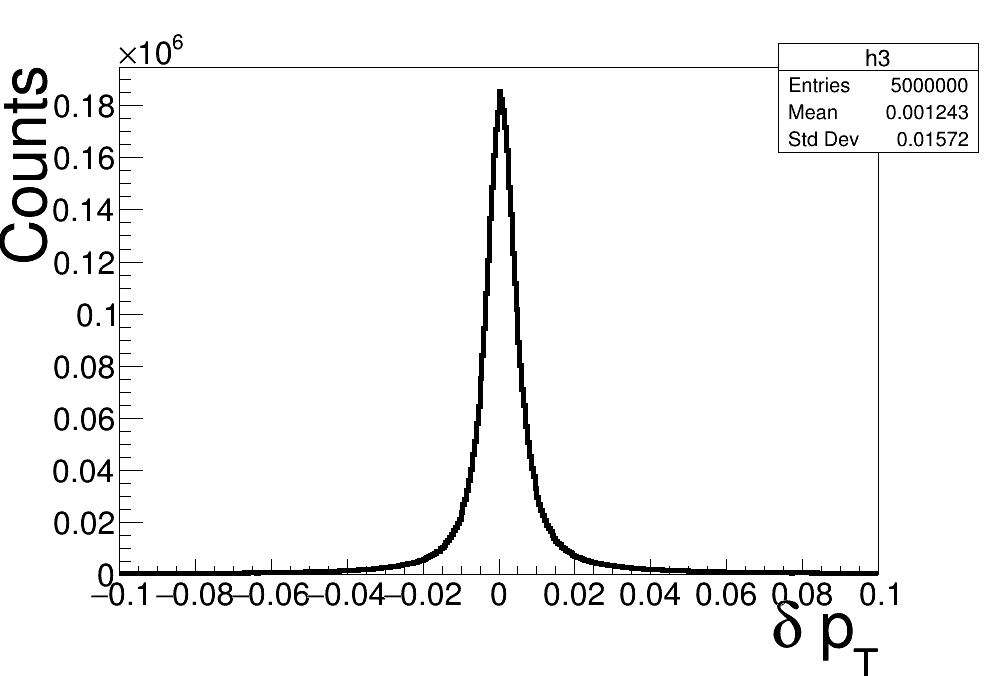 ×10⁶
h3
Entries 5000000
Mean 0.001243
Std Dev 0.01572
Counts
0.18
0.16
0.14
0.12
0.1
0.08
0.06
0.04
0.02
0
−0.1 −0.08 −0.06 −0.04 −0.02 0 0.02 0.04 0.06 0.08 0.1
δ p_T